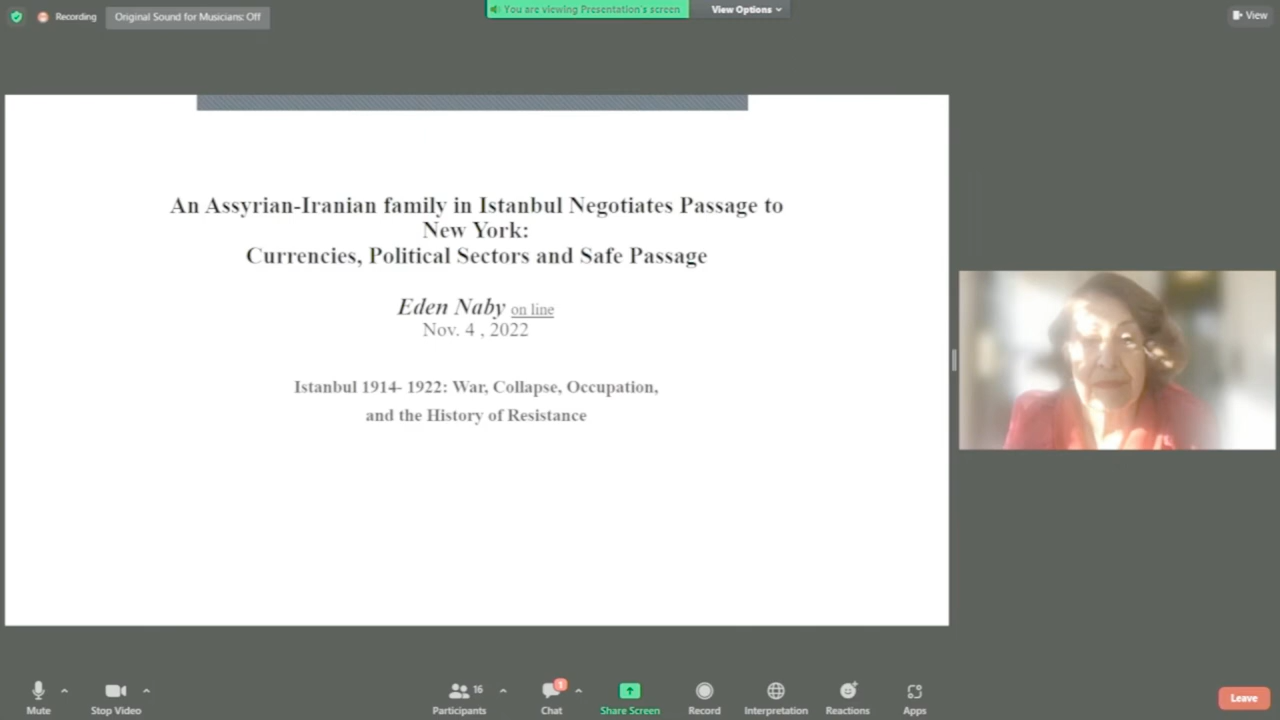 Recording
Original Sound for Musicians: Off
You are viewing Presentation's screen
View Options
View
An Assyrian-Iranian family in Istanbul Negotiates Passage to
New York:
Currencies, Political Sectors and Safe Passage
Eden Naby on line
Nov. 4 , 2022
Istanbul 1914- 1922: War, Collapse, Occupation,
and the History of Resistance
Mute
Stop Video
Participants
16
Chat
Share Screen
Record
Interpretation
Reactions
Apps
Leave